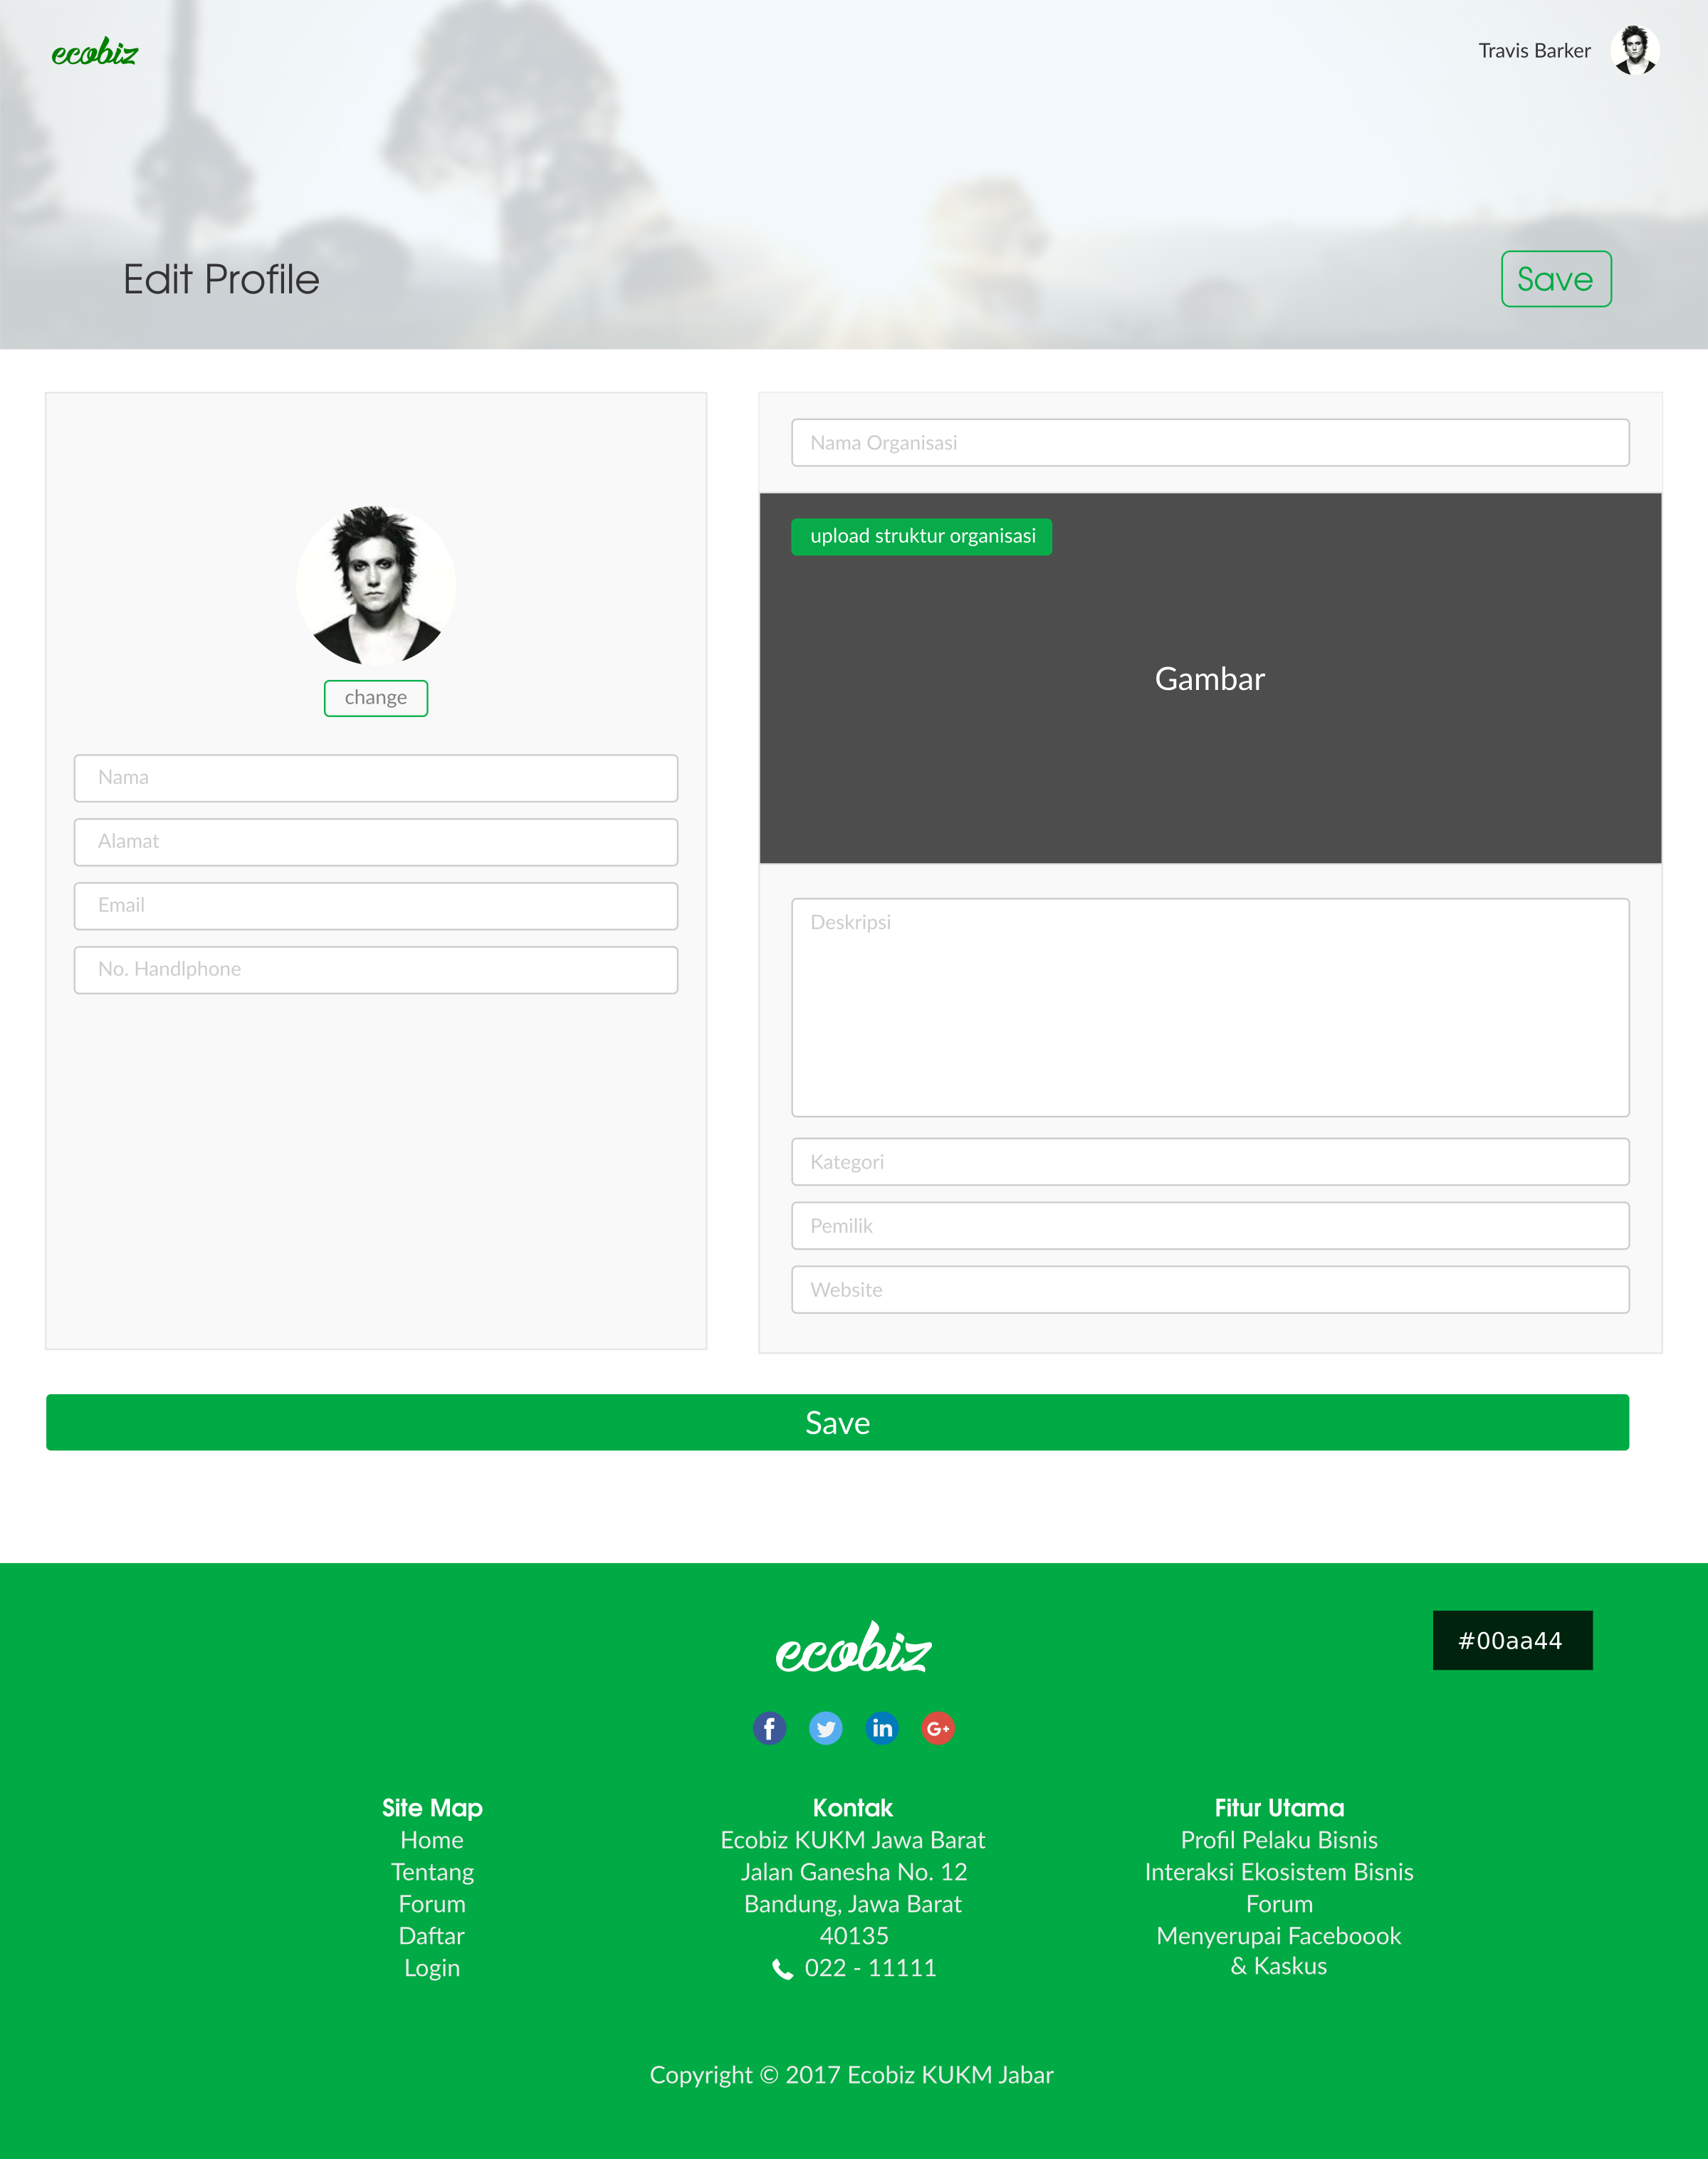 ecobiz
Travis Barker
Edit Profile
Save
change
Nama
Alamat
Email
No. Handlphone
Nama Organisasi
upload struktur organisasi
Gambar
Deskripsi
Kategori
Pemilik
Website
Save
ecobiz
#00aa44
f
in
G+
Site Map
Home
Tentang
Forum
Daftar
Login
Kontak
Ecobiz KUKM Jawa Barat
Jalan Ganesha No. 12
Bandung, Jawa Barat
40135
022 - 11111
Fitur Utama
Profil Pelaku Bisnis
Interaksi Ekosistem Bisnis
Forum
Menyerupai Faceboook
& Kaskus
Copyright © 2017 Ecobiz KUKM Jabar